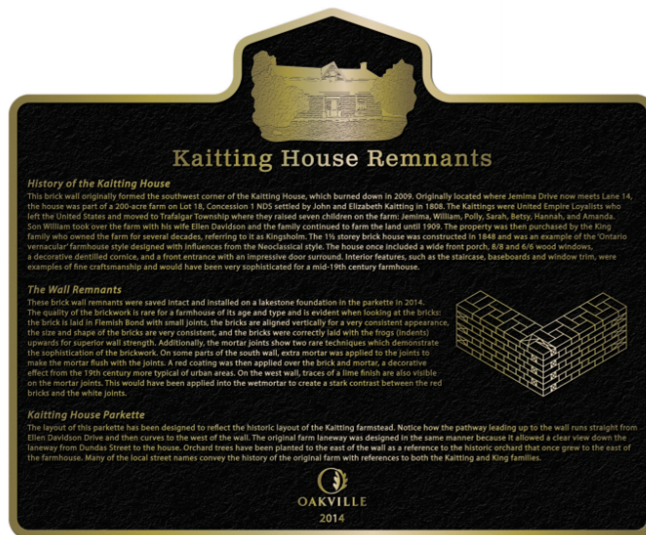 Kaitting House Remnants
History of the Kaitting House
This brick wall originally formed the southwest corner of the Kaitting House, which burned down in 2009. Originally located where Jemima Drive now meets Lane 14,
the house was part of a 200-acre farm on Lot 18, Concession 1 NDS settled by John and Elizabeth Kaitting in 1808. The Kaittings were United Empire Loyalists who
left the United States and moved to Trafalgar Township where they raised seven children on the farm: Jemima, William, Polly, Sarah, Betsy, Hannah, and Amanda.
Son William took over the farm with his wife Ellen Davidson and the family continued to farm the land until 1909. The property was then purchased by the King
family who owned the farm for several decades, referring to it as Kingsholm. The 1½ storey brick house was constructed in 1848 and was an example of the 'Ontario
vernacular' farmhouse style designed with influences from the Neoclassical style. The house once included a wide front porch, 8/8 and 6/6 wood windows,
a decorative dentilled cornice, and a front entrance with an impressive door surround. Interior features, such as the staircase, baseboards and window trim, were
examples of fine craftsmanship and would have been very sophisticated for a mid-19th century farmhouse.
The Wall Remnants
These brick wall remnants were saved intact and installed on a lakestone foundation in the parkette in 2014.
The quality of the brickwork is rare for a farmhouse of its age and type and is evident when looking at the bricks:
the brick is laid in Flemish Bond with small joints, the bricks are aligned vertically for a very consistent appearance,
the size and shape of the bricks are very consistent, and the bricks were correctly laid with the frogs (indents)
upwards for superior wall strength. Additionally, the mortar joints show two rare techniques which demonstrate
the sophistication of the brickwork. On some parts of the south wall, extra mortar was applied to the joints to
make the mortar flush with the joints. A red coating was then applied over the brick and mortar, a decorative
effect from the 19th century more typical of urban areas. On the west wall, traces of a lime finish are also visible
on the mortar joints. This would have been applied into the wetmortar to create a stark contrast between the red
bricks and the white joints.
Kaitting House Parkette
The layout of this parkette has been designed to reflect the historic layout of the Kaitting farmstead. Notice how the pathway leading up to the wall runs straight from
Ellen Davidson Drive and then curves to the west of the wall. The original farm laneway was designed in the same manner because it allowed a clear view down the
laneway from Dundas Street to the house. Orchard trees have been planted to the east of the wall as a reference to the historic orchard that once grew to the east of
the farmhouse. Many of the local street names convey the history of the original farm with references to both the Kaitting and King families.
OAKVILLE
2014